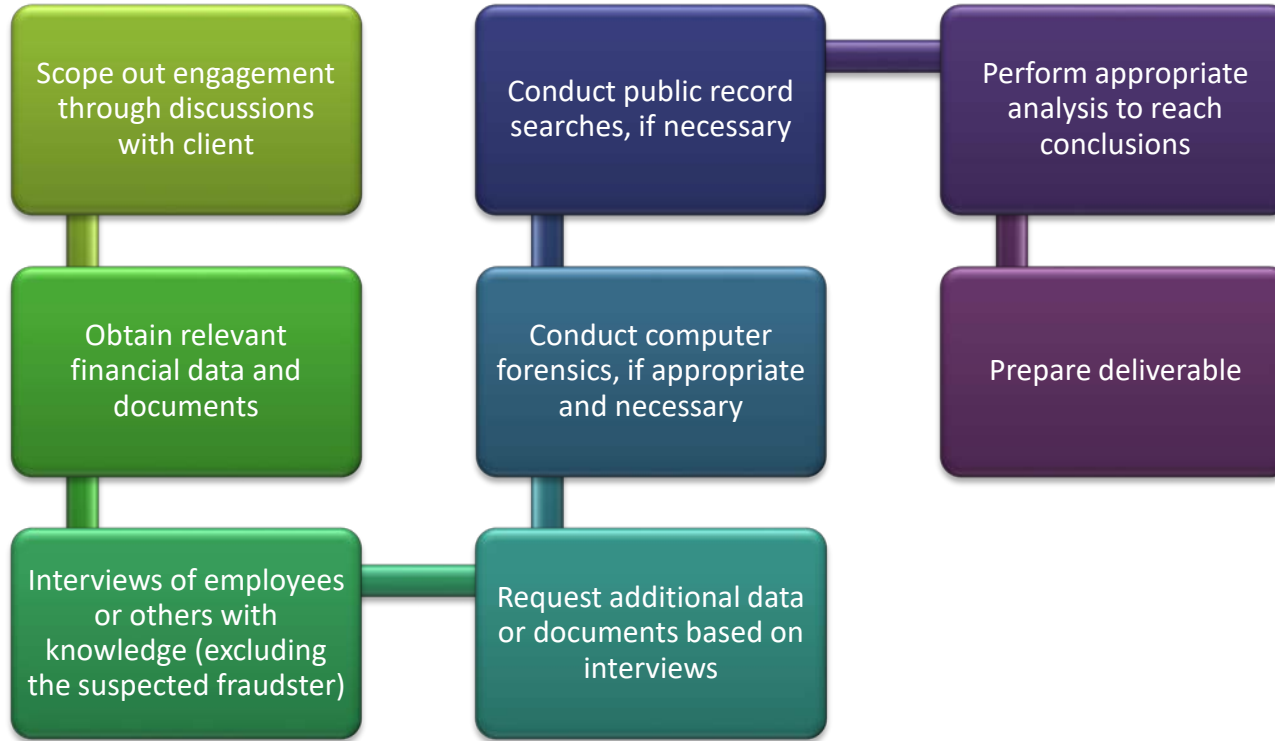 Scope out engagement
through discussions
with client
Obtain relevant
financial data and
documents
Interviews of employees
or others with
knowledge (excluding
the suspected fraudster)
Request additional data
or documents based on
interviews
Conduct computer
forensics, if appropriate
and necessary
Conduct public record
searches, if necessary
Perform appropriate
analysis to reach
conclusions
Prepare deliverable